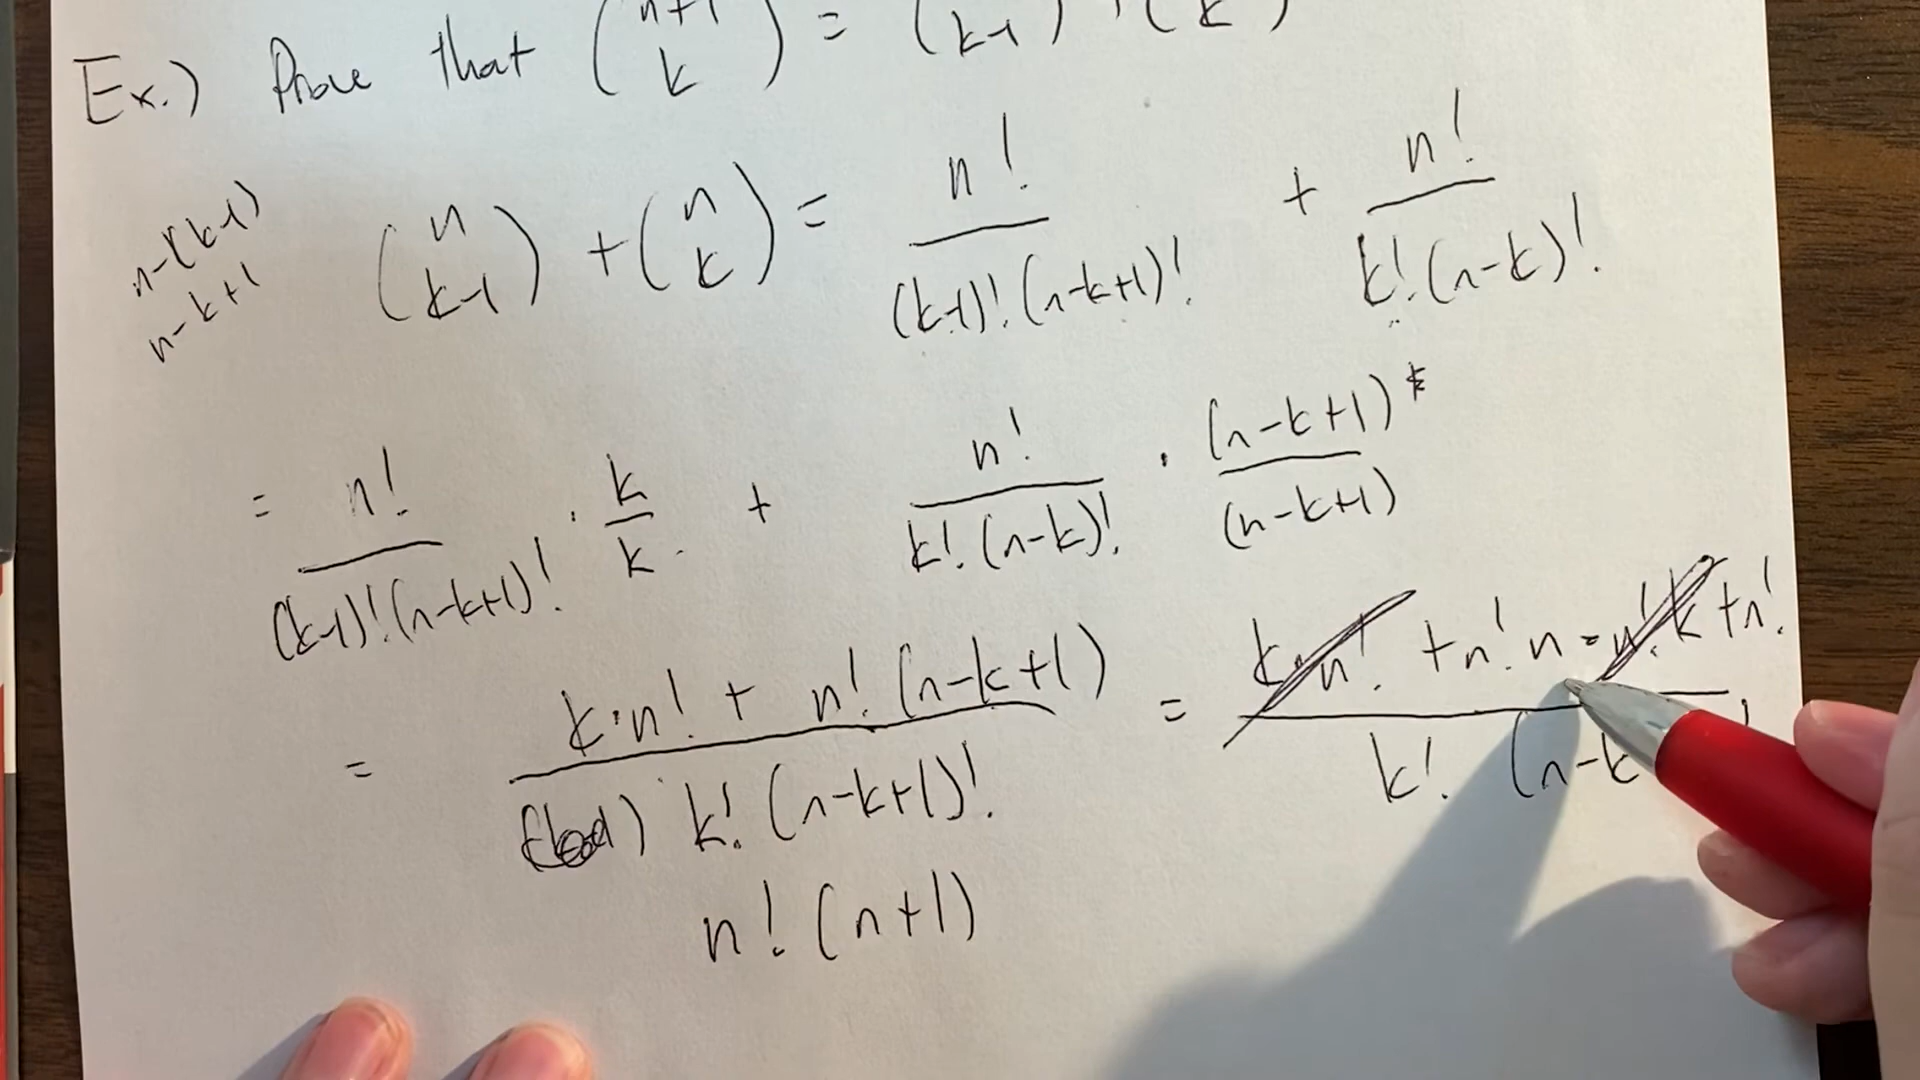 Ex.) Prove that (n+1 k) = ( k-1 ) + ( k )
n-(k-1)
n-k+1
(n k-1) + (n k) = n! / (k-1)!(n-k+1)! + n! / k!(n-k)!
= n! / (k-1)!(n-k+1)! · k / k + n! / k!(n-k)! · (n-k+1) / (n-k+1)
= k·n! + n!(n-k+1) / k!(n-k+1)! = k·n! + n!n - n!k + n! / k! (n-k
n!(n+1)